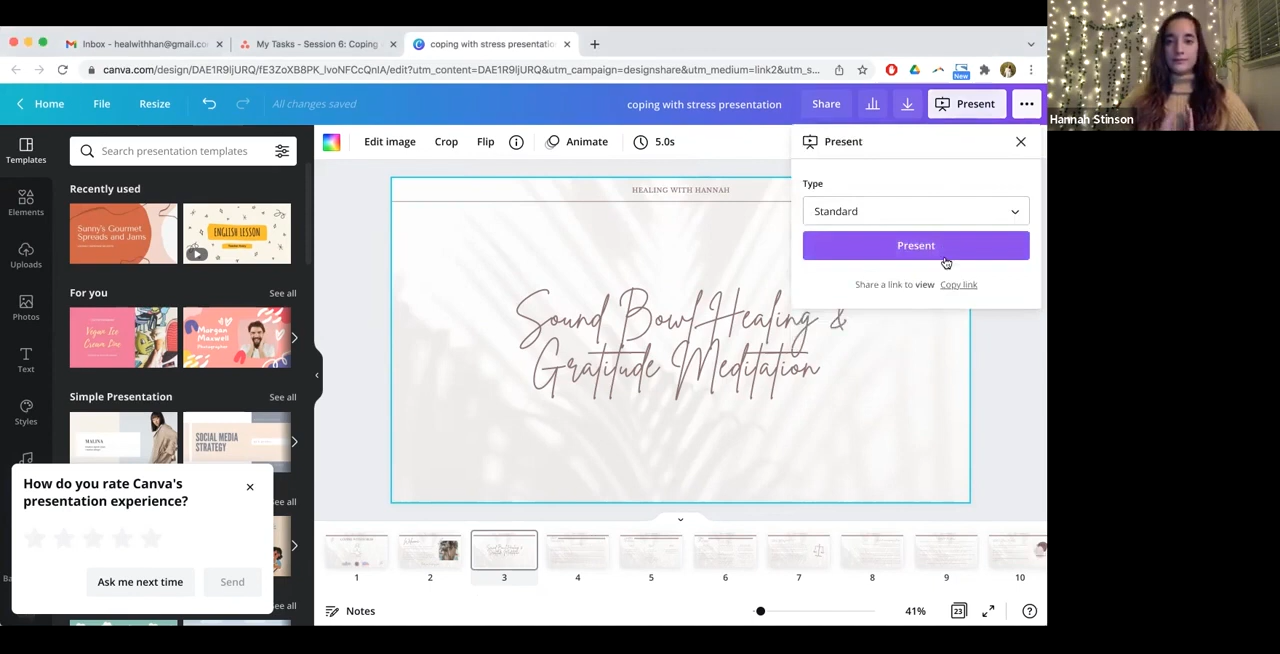 Inbox - healwithhan@gmail.co
My Tasks - Session 6: Coping
coping with stress presentatio
canva.com/design/DAE1R9ljURQ/fE3ZoXB8PK_lvoNFCcQnIA/edit?utm_content=DAE1R9ljURQ&utm_campaign=designshare&utm_medium=link2&utm_s...
New
Home
File
Resize
All changes saved
coping with stress presentation
Share
Present
Hannah Stinson
Templates
Elements
Uploads
Photos
Text
Styles
Search presentation templates
Recently used
Sunny's Gourmet
Spreads and Jams
ENGLISH LESSON
For you
See all
Vegan Ice
Cream Line
Morgan
Maxwell
Simple Presentation
See all
MALINA
SOCIAL MEDIA
STRATEGY
See all
See all
How do you rate Canva's
presentation experience?
Ask me next time
Send
Edit image
Crop
Flip
Animate
5.0s
HEALING WITH HANNAH
Sound Bowl Healing &
Gratitude Meditation
Present
Type
Standard
Present
Share a link to view Copy link
1
2
3
4
5
6
7
8
9
10
Notes
41%
23